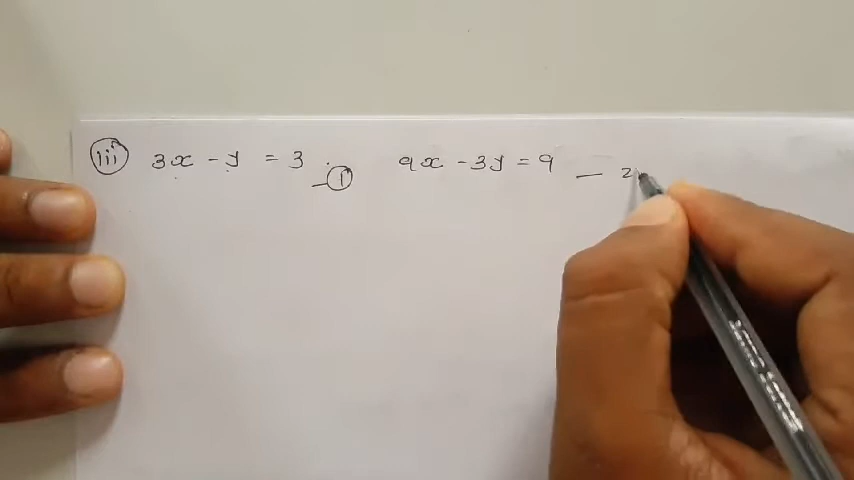 iii 3x - y = 3 — 1 9x - 3y = 9 — 2